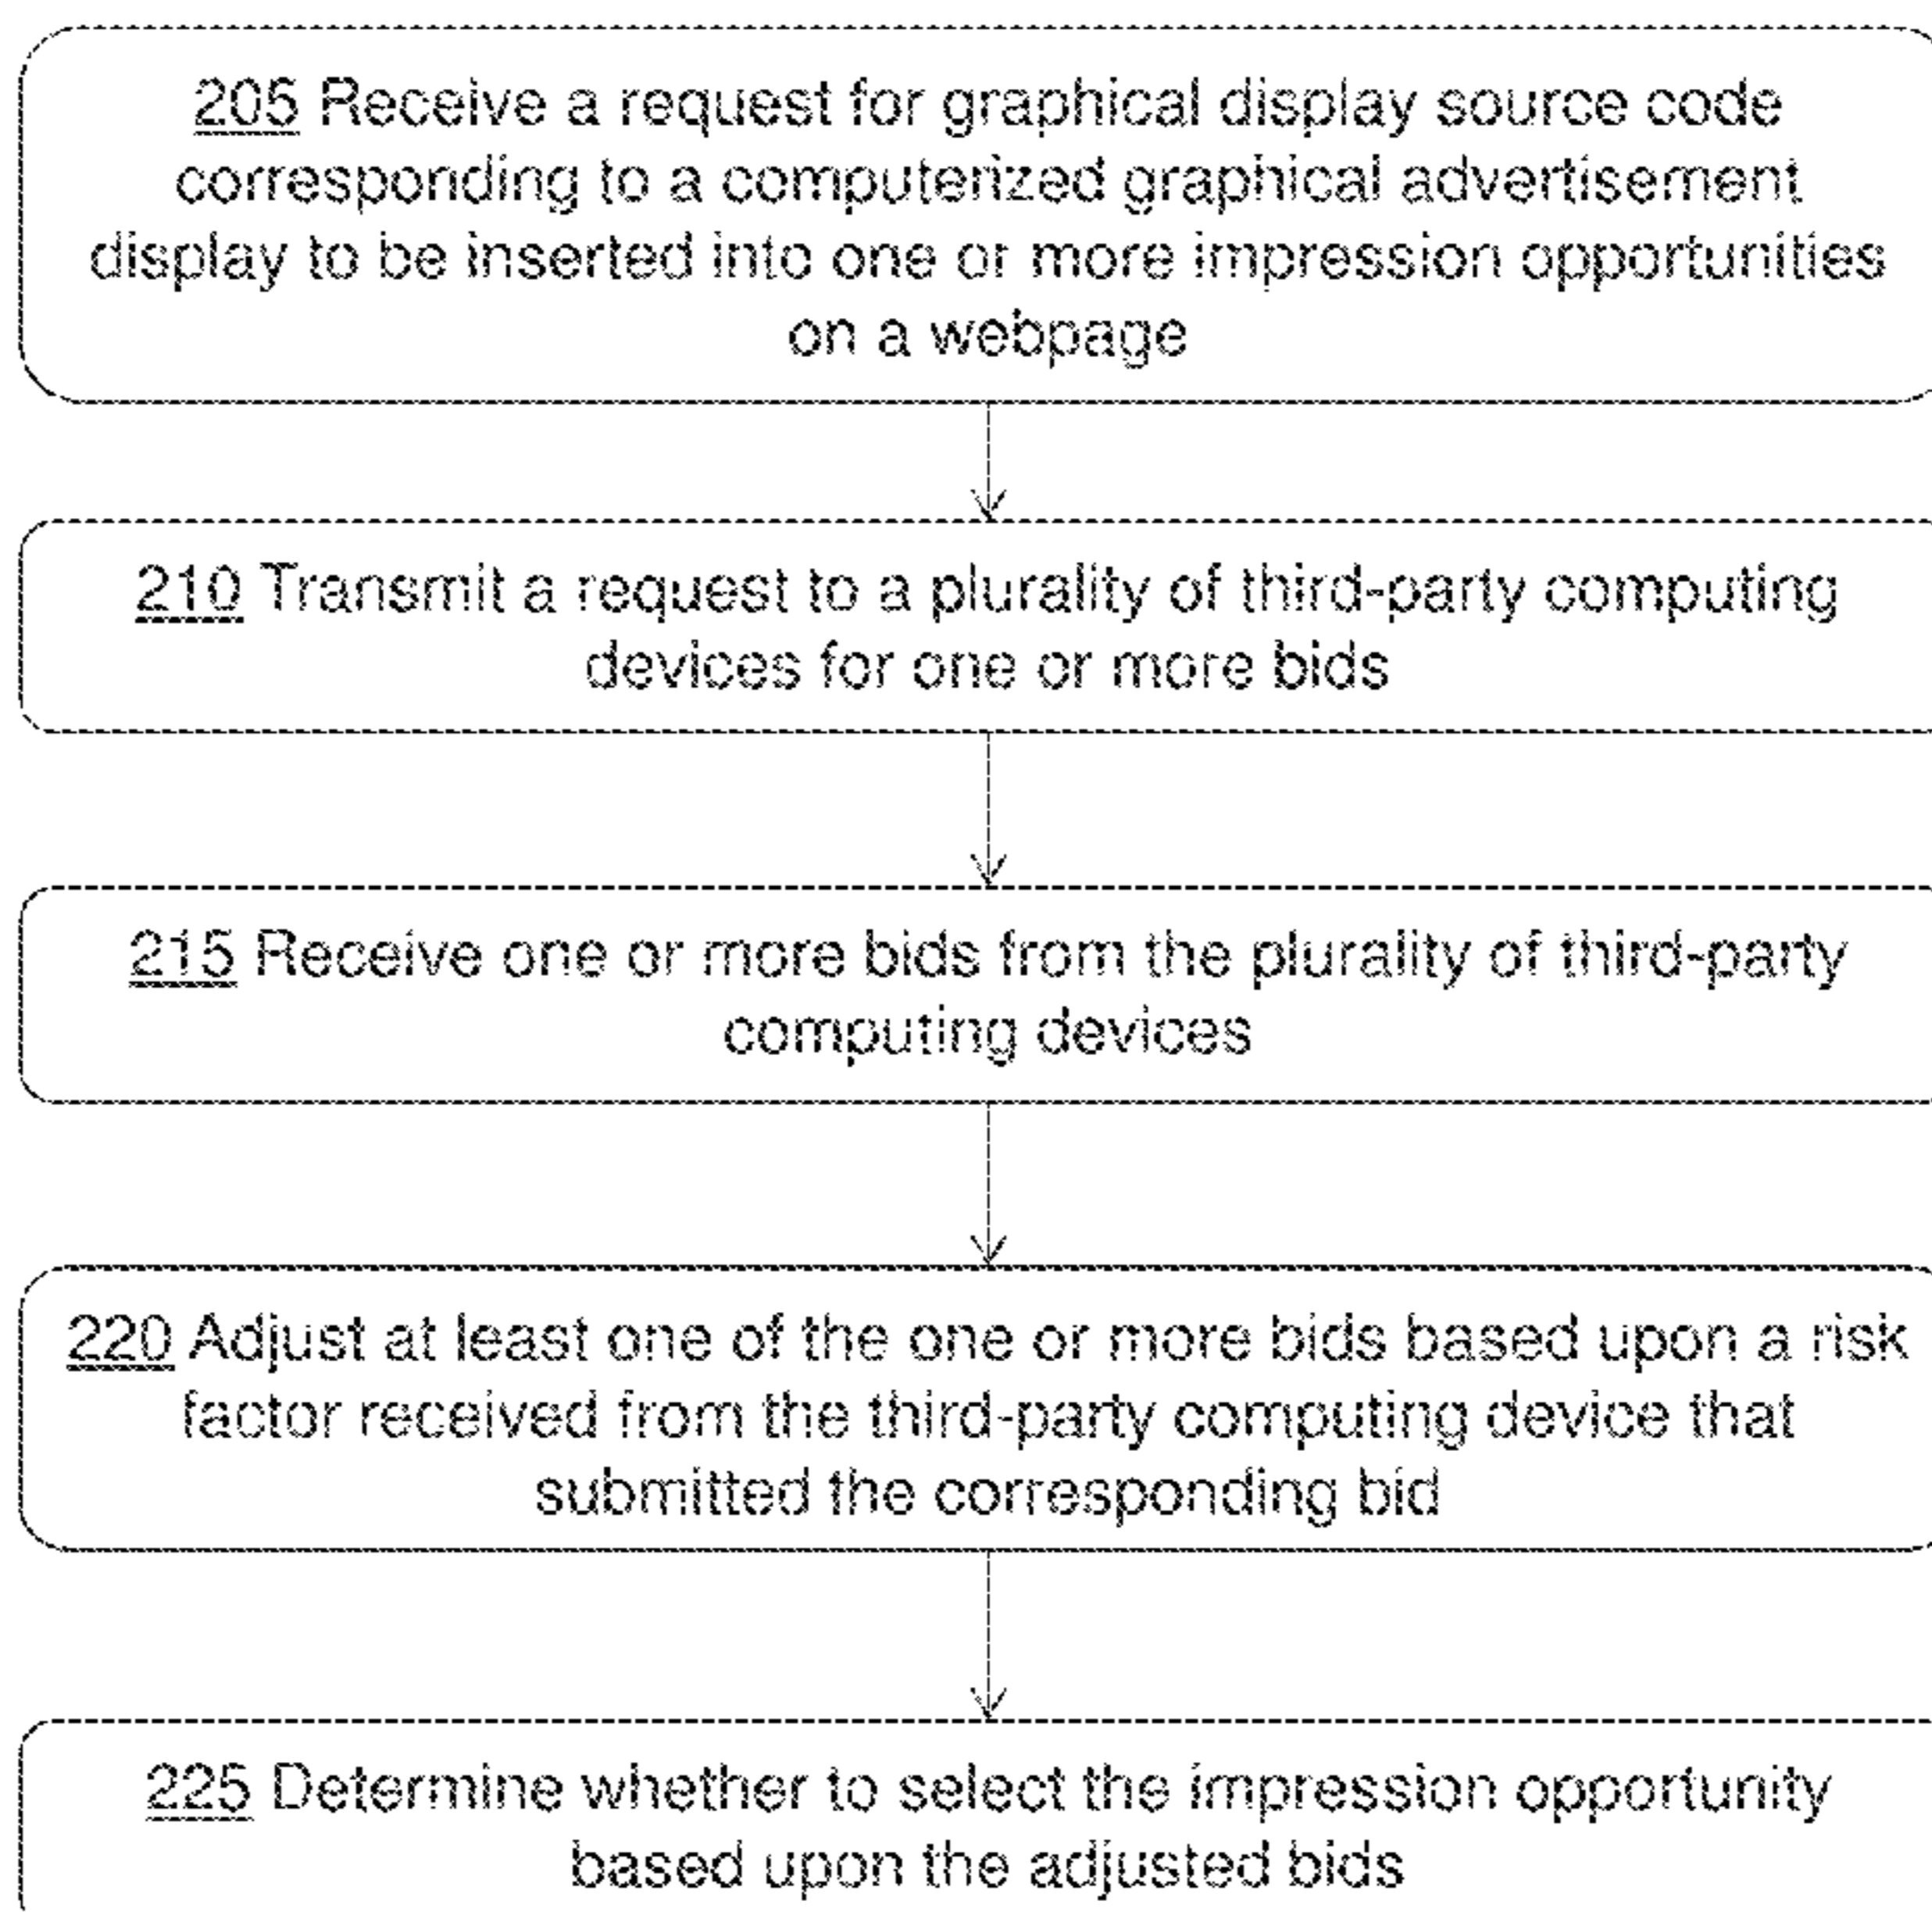 205 Receive a request for graphical display source code
corresponding to a computerized graphical advertisement
display to be inserted into one or more impression opportunities
on a webpage
210 Transmit a request to a plurality of third-party computing
devices for one or more bids
215 Receive one or more bids from the plurality of third-party
computing devices
220 Adjust at least one of the one or more bids based upon a risk
factor received from the third-party computing device that
submitted the corresponding bid
225 Determine whether to select the impression opportunity
based upon the adjusted bids